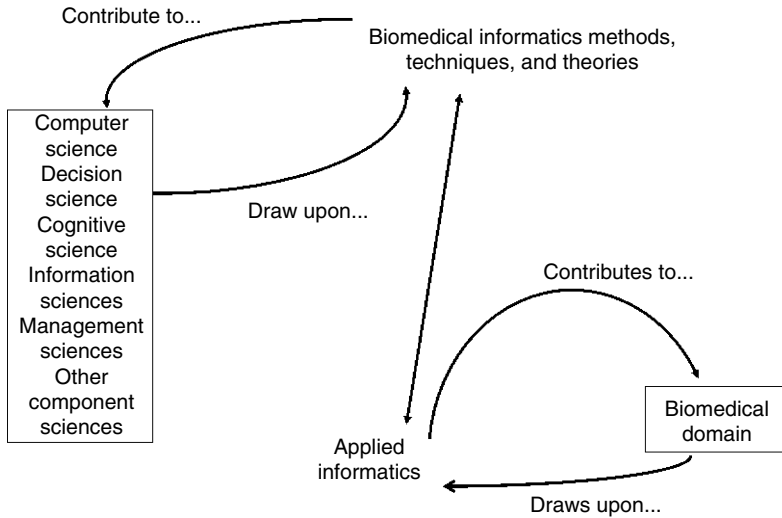 Contribute to...
Biomedical informatics methods,
techniques, and theories
Computer
science
Decision
science
Cognitive
science
Information
sciences
Management
sciences
Other
component
sciences
Draw upon...
Contributes to...
Biomedical
domain
Applied
informatics
Draws upon...